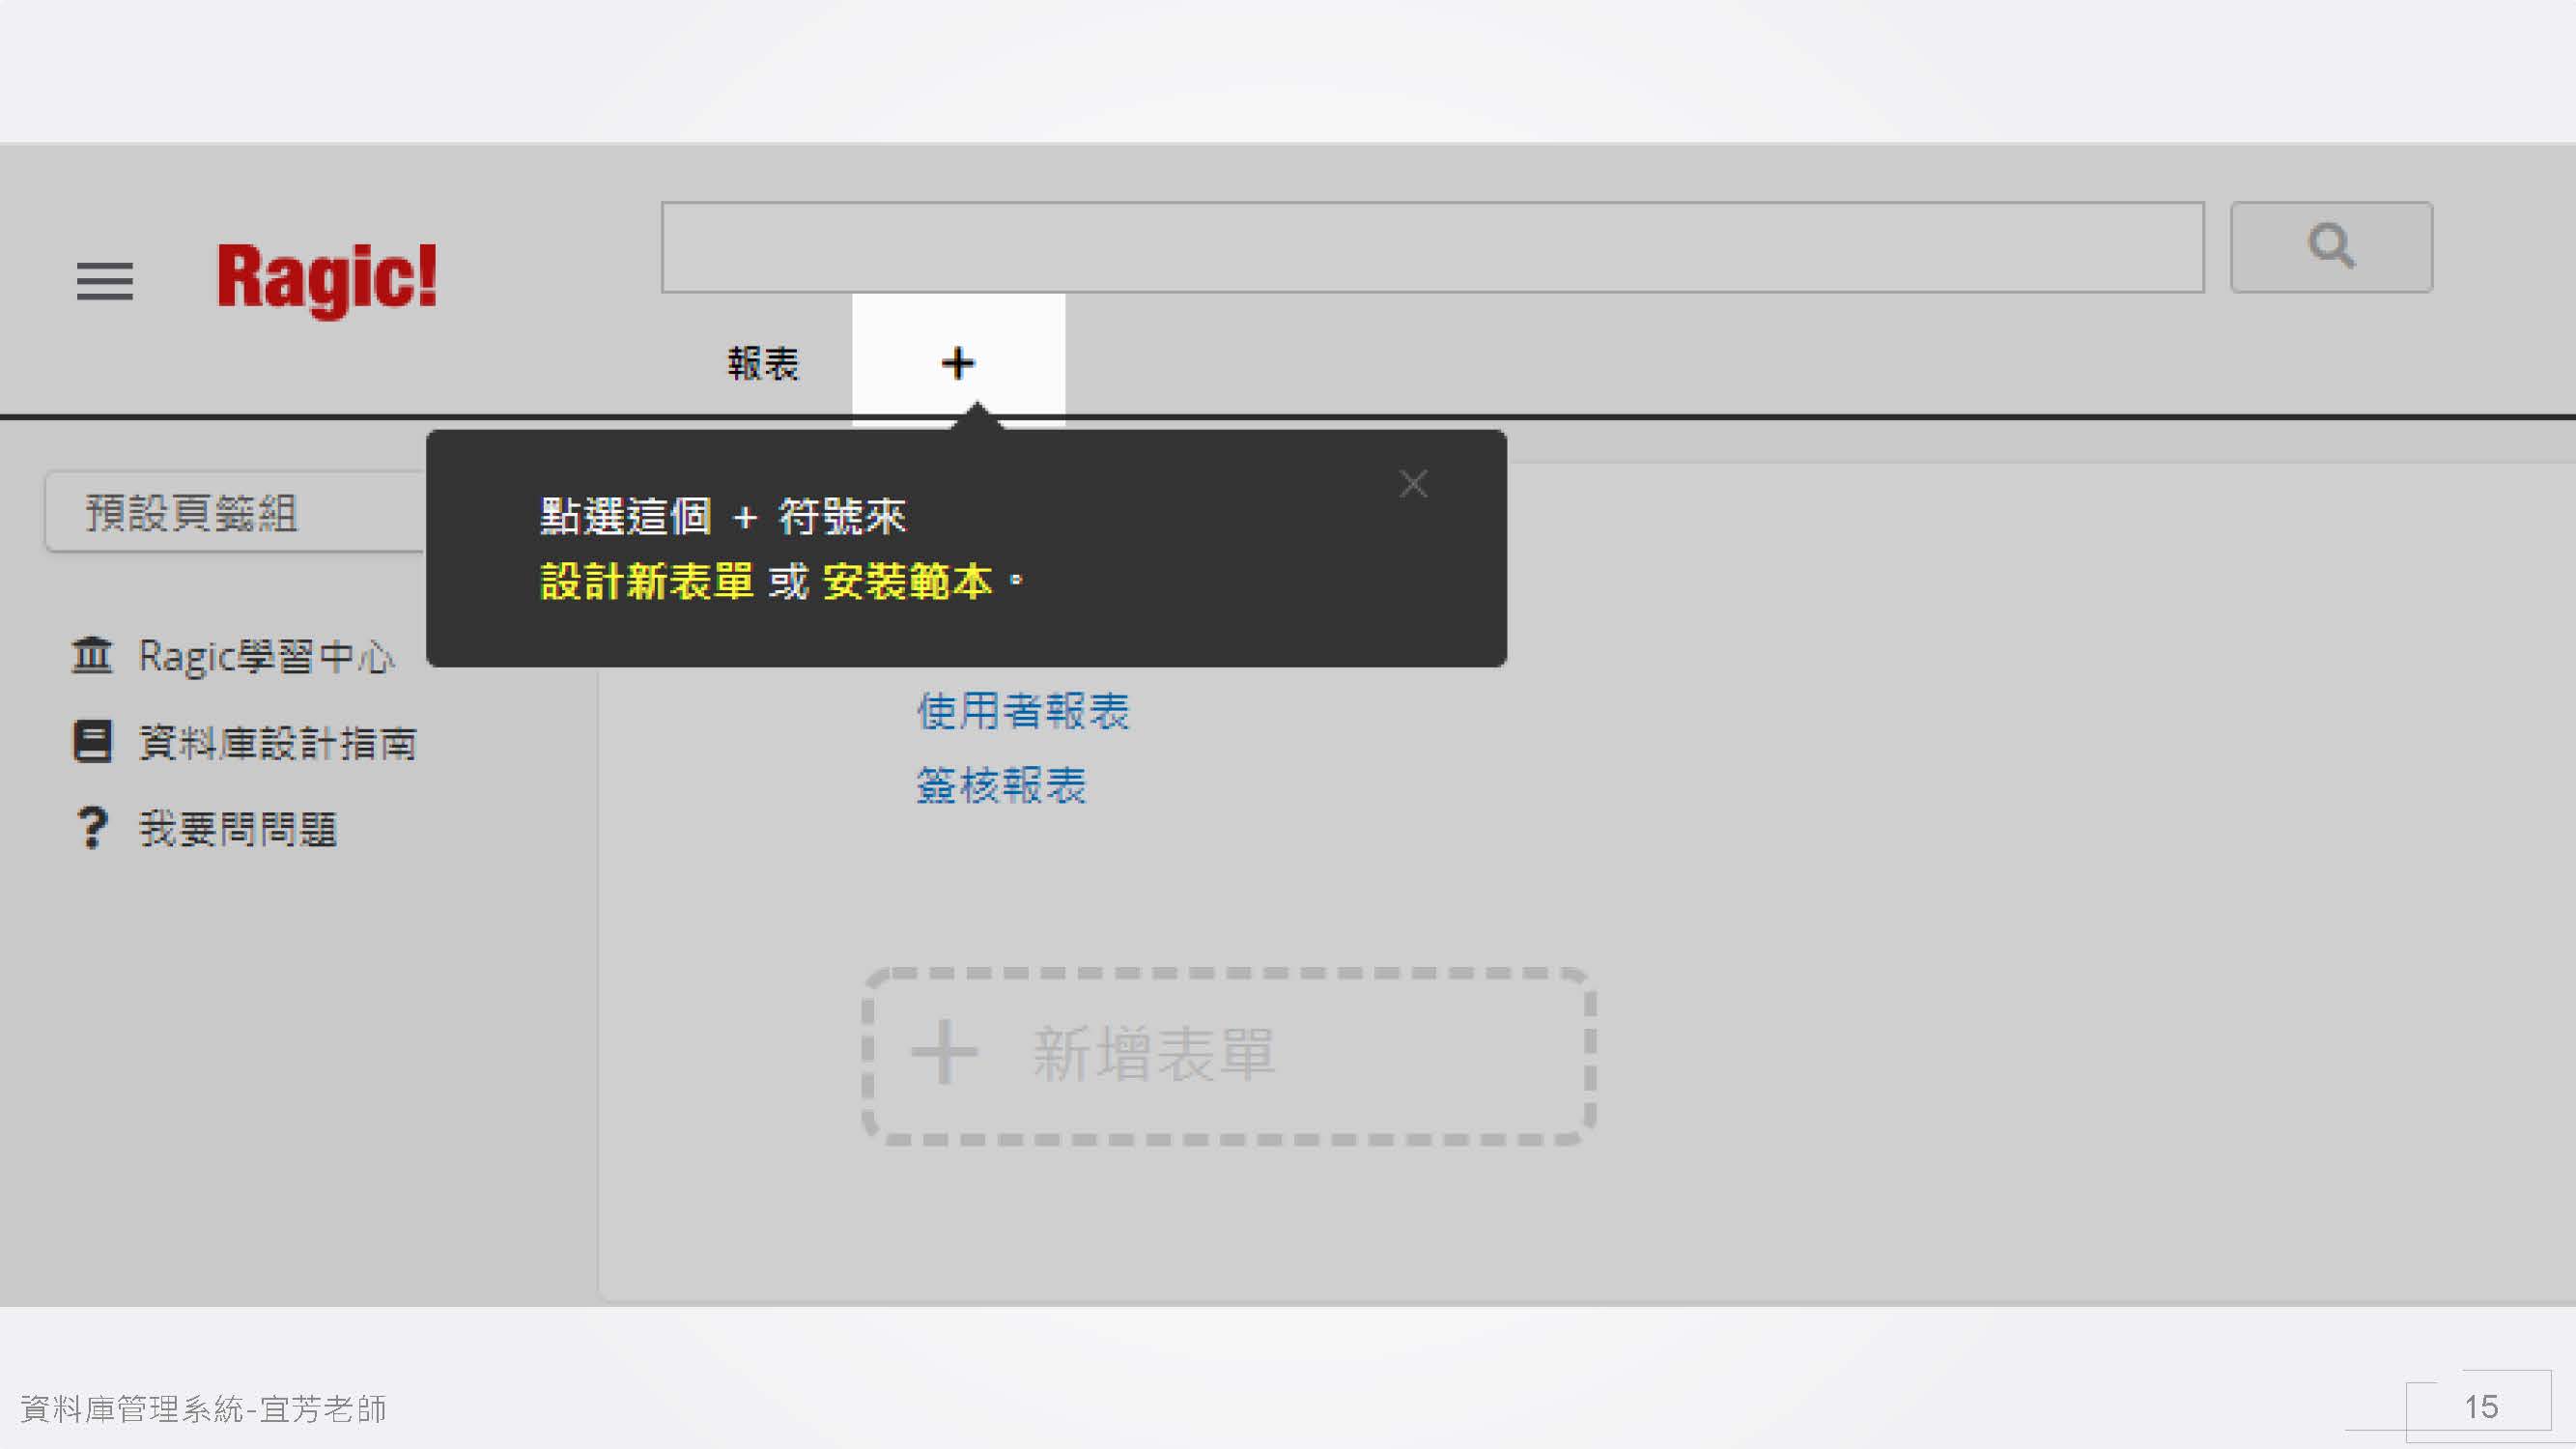 Ragic!
報表 +
點選這個 + 符號來
設計新表單 或 安裝範本。
預設頁籤組
Ragic學習中心
資料庫設計指南
我要問問題
使用者報表
簽核報表
+ 新增表單
資料庫管理系統-宜芳老師
15